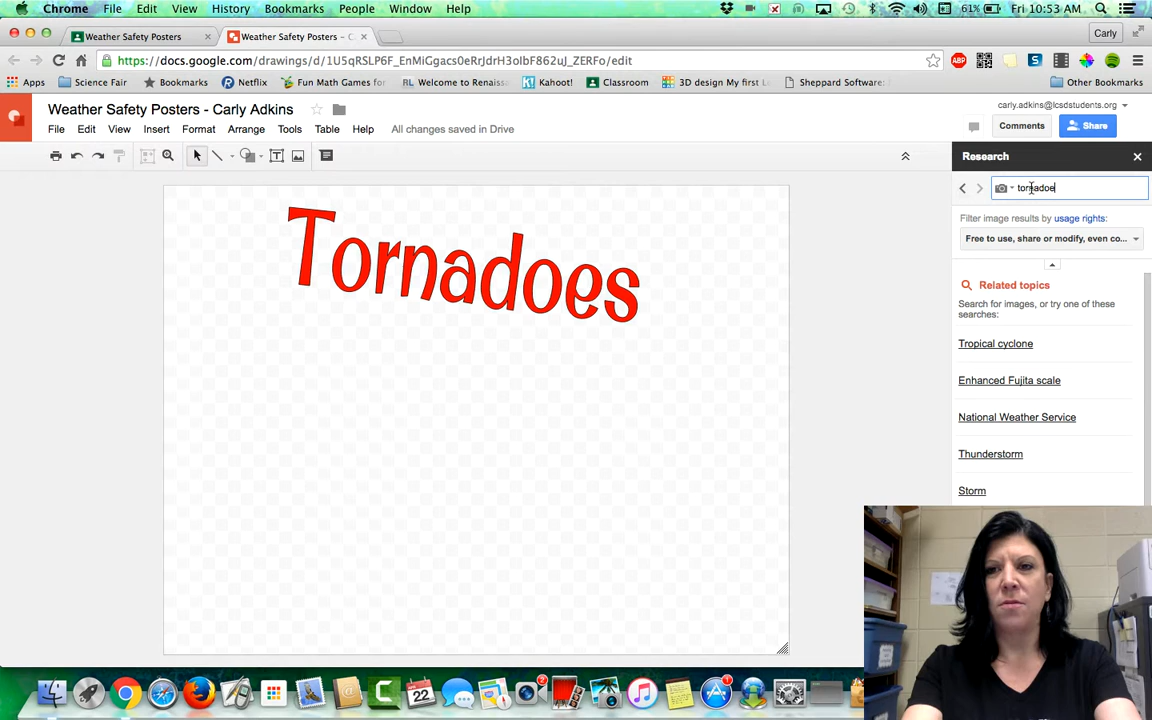 Chrome File Edit View History Bookmarks People Window Help 61% Fri 10:53 AM
Weather Safety Posters Weather Safety Posters - C Carly
https://docs.google.com/drawings/d/1U5qRSLP6F_EnMiGgacs0eRrJdrH3oIbF862uJ_ZERFo/edit
Apps Science Fair Bookmarks Netflix Fun Math Games for RL Welcome to Renaiss Kahoot! Classroom 3D design My first L Sheppard Software: Other Bookmarks
Weather Safety Posters - Carly Adkins carly.adkins@lcsdstudents.org
File Edit View Insert Format Arrange Tools Table Help All changes saved in Drive Comments Share
Research
tornadoe
Filter image results by usage rights:
Free to use, share or modify, even co...
Tornadoes
Related topics
Search for images, or try one of these
searches:
Tropical cyclone
Enhanced Fujita scale
National Weather Service
Thunderstorm
Storm